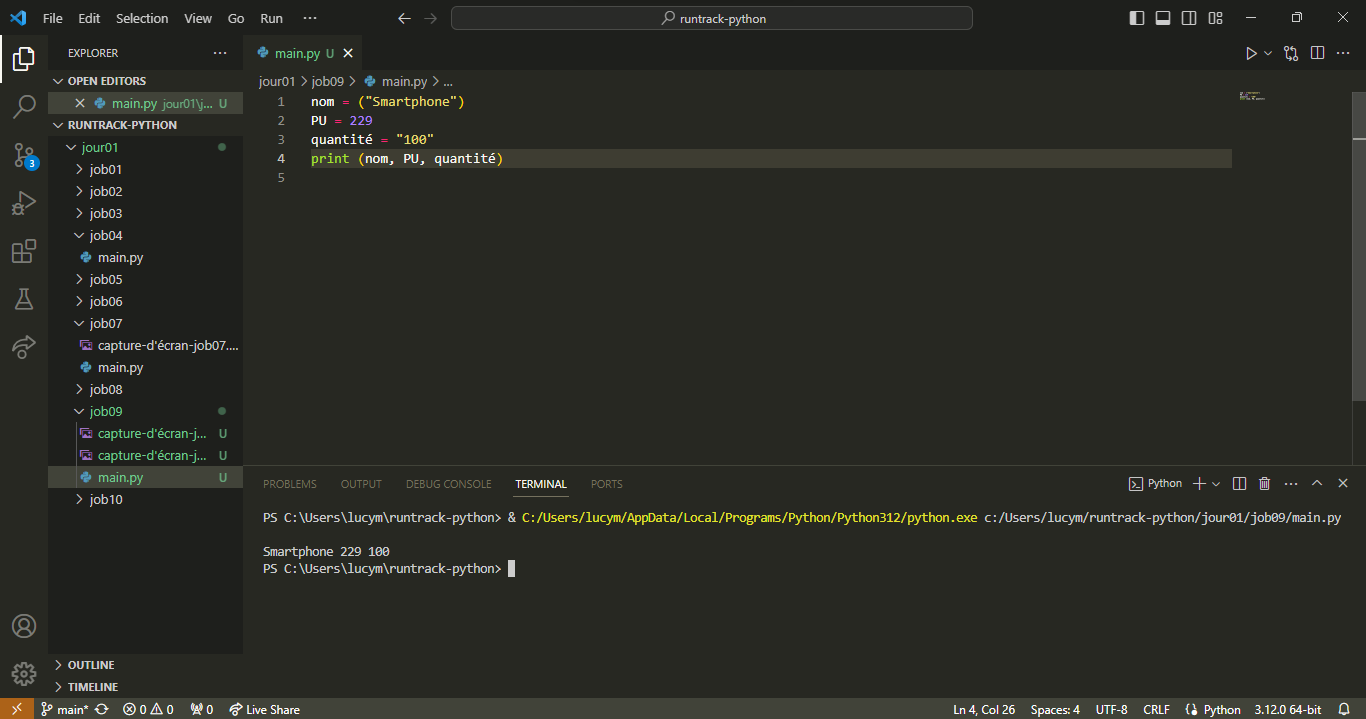 File Edit Selection View Go Run ··· runtrack-python
EXPLORER ···
OPEN EDITORS
main.py jour01\j... U
RUNTRACK-PYTHON
jour01
job01
job02
job03
job04
main.py
job05
job06
job07
capture-d'écran-job07....
main.py
job08
job09
capture-d'écran-j... U
capture-d'écran-j... U
main.py U
job10
OUTLINE
TIMELINE
3
main.py U
jour01 > job09 > main.py > ...
1 nom = ("Smartphone")
2 PU = 229
3 quantité = "100"
4 print (nom, PU, quantité)
5
PROBLEMS OUTPUT DEBUG CONSOLE TERMINAL PORTS Python
PS C:\Users\lucym\runtrack-python> & C:/Users/lucym/AppData/Local/Programs/Python/Python312/python.exe c:/Users/lucym/runtrack-python/jour01/job09/main.py
Smartphone 229 100
PS C:\Users\lucym\runtrack-python>
main* 0 0 0 Live Share Ln 4, Col 26 Spaces: 4 UTF-8 CRLF Python 3.12.0 64-bit